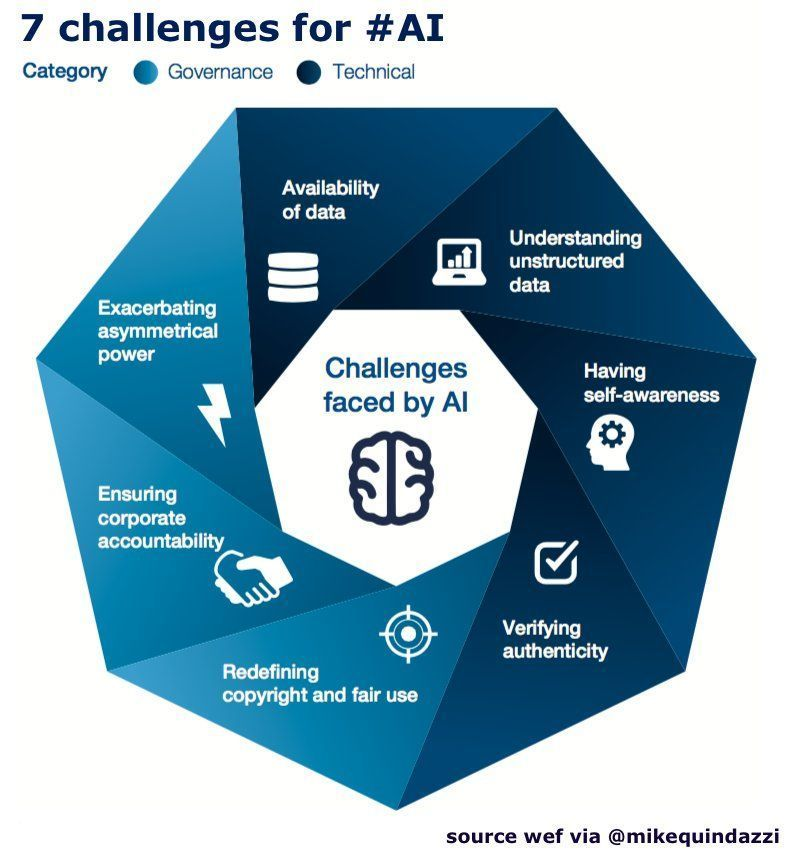 7 challenges for #AI
Category Governance Technical
Availability
of data
Understanding
unstructured
data
Having
self-awareness
Verifying
authenticity
Redefining
copyright and fair use
Ensuring
corporate
accountability
Exacerbating
asymmetrical
power
Challenges
faced by AI
source wef via @mikequindazzi